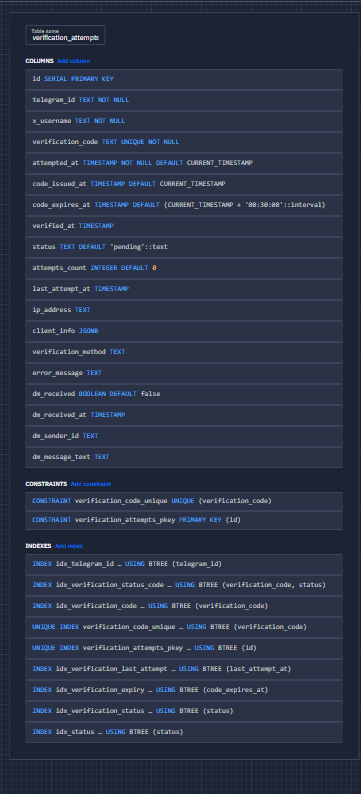 Table name
verification_attempts
COLUMNS Add column
id SERIAL PRIMARY KEY
telegram_id TEXT NOT NULL
x_username TEXT NOT NULL
verification_code TEXT UNIQUE NOT NULL
attempted_at TIMESTAMP NOT NULL DEFAULT CURRENT_TIMESTAMP
code_issued_at TIMESTAMP DEFAULT CURRENT_TIMESTAMP
code_expires_at TIMESTAMP DEFAULT (CURRENT_TIMESTAMP + '00:30:00'::interval)
verified_at TIMESTAMP
status TEXT DEFAULT 'pending'::text
attempts_count INTEGER DEFAULT 0
last_attempt_at TIMESTAMP
ip_address TEXT
client_info JSONB
verification_method TEXT
error_message TEXT
dm_received BOOLEAN DEFAULT false
dm_received_at TIMESTAMP
dm_sender_id TEXT
dm_message_text TEXT
CONSTRAINTS Add constraint
CONSTRAINT verification_code_unique UNIQUE (verification_code)
CONSTRAINT verification_attempts_pkey PRIMARY KEY (id)
INDEXES Add index
INDEX idx_telegram_id … USING BTREE (telegram_id)
INDEX idx_verification_status_code … USING BTREE (verification_code, status)
INDEX idx_verification_code … USING BTREE (verification_code)
UNIQUE INDEX verification_code_unique … USING BTREE (verification_code)
UNIQUE INDEX verification_attempts_pkey … USING BTREE (id)
INDEX idx_verification_last_attempt … USING BTREE (last_attempt_at)
INDEX idx_verification_expiry … USING BTREE (code_expires_at)
INDEX idx_verification_status … USING BTREE (status)
INDEX idx_status … USING BTREE (status)